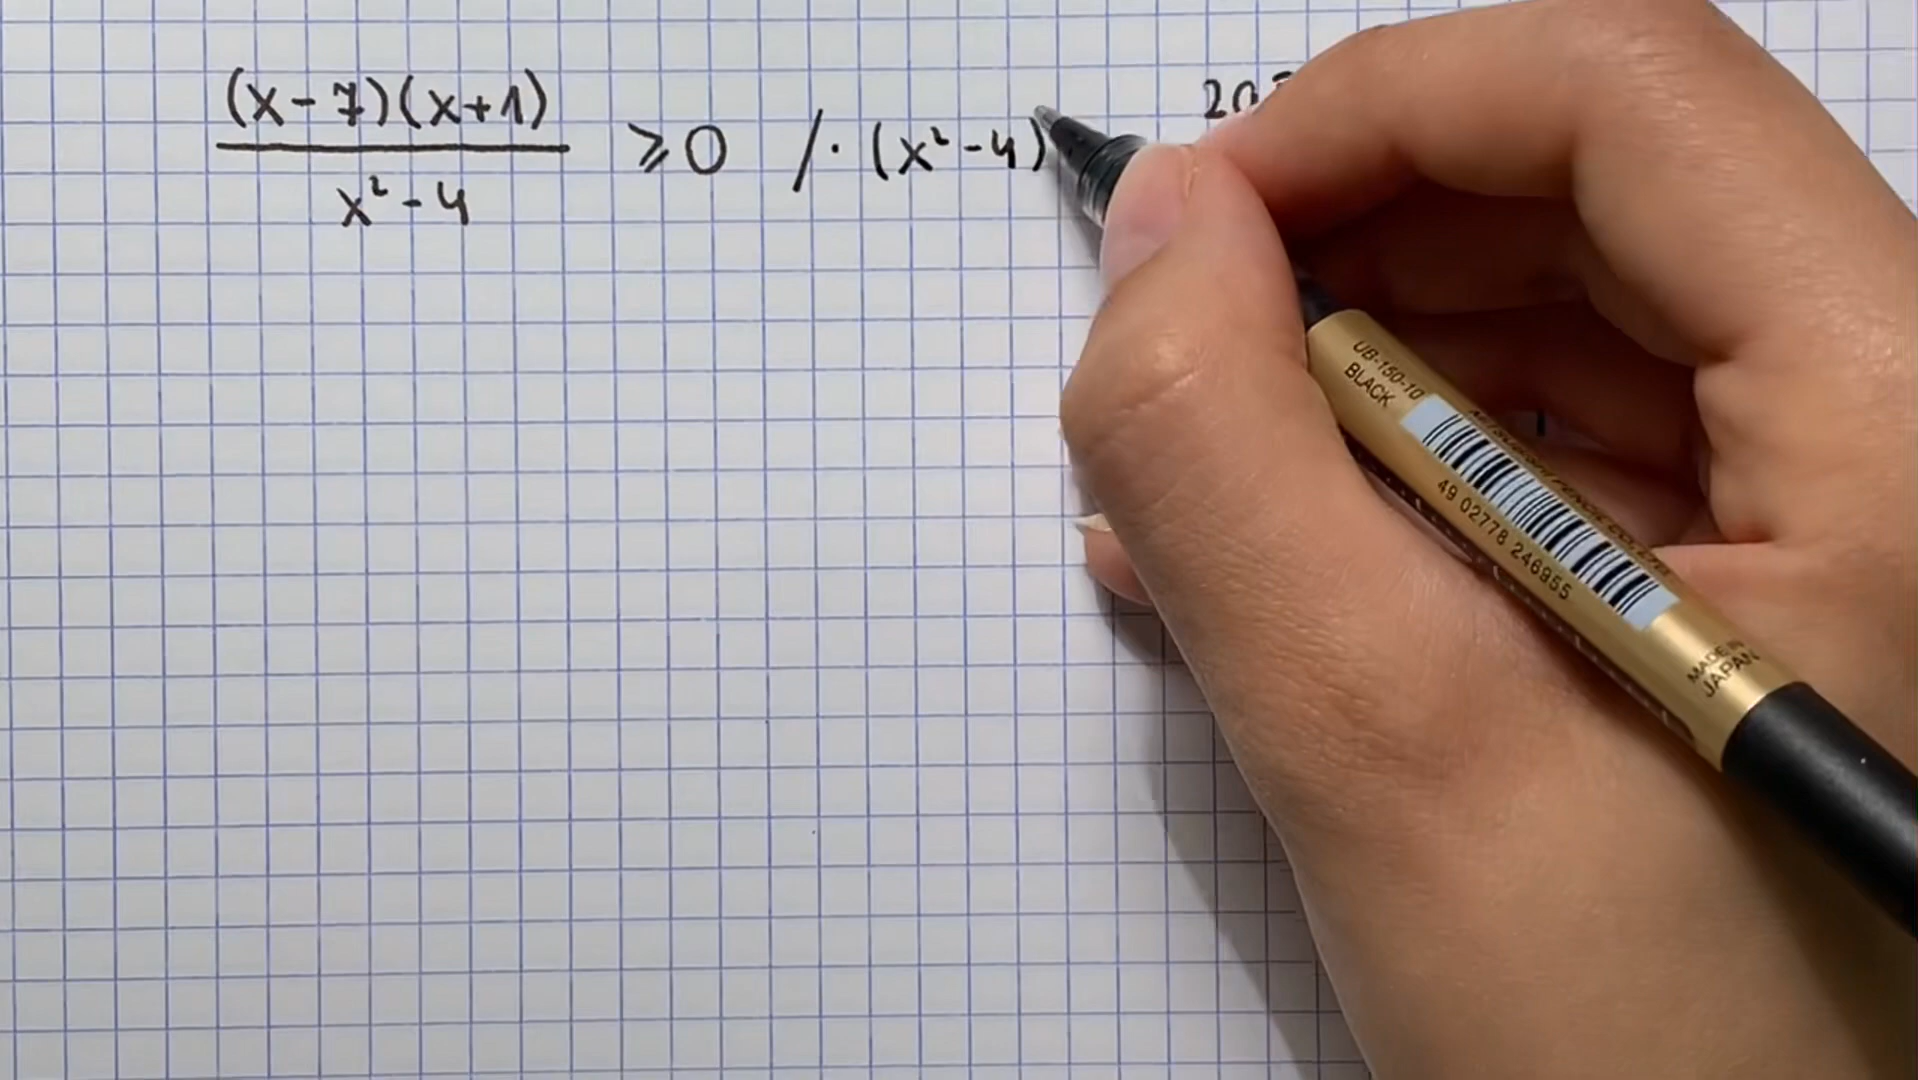 (x-7)(x+1)
x²-4
≥0 / · (x²-4)
UB-150-10
BLACK
49 02778 246955
MADE IN
JAPAN